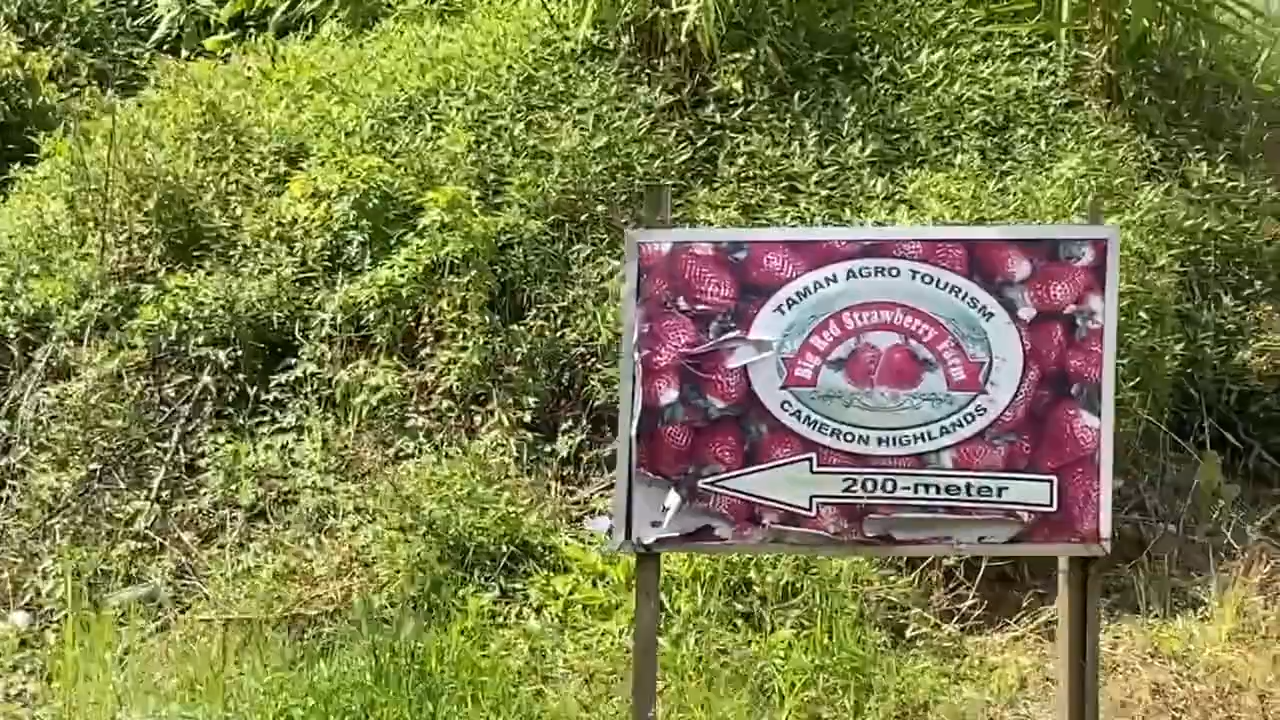 TAMAN AGRO TOURISM
Big Red Strawberry Farm
CAMERON HIGHLANDS
200-meter